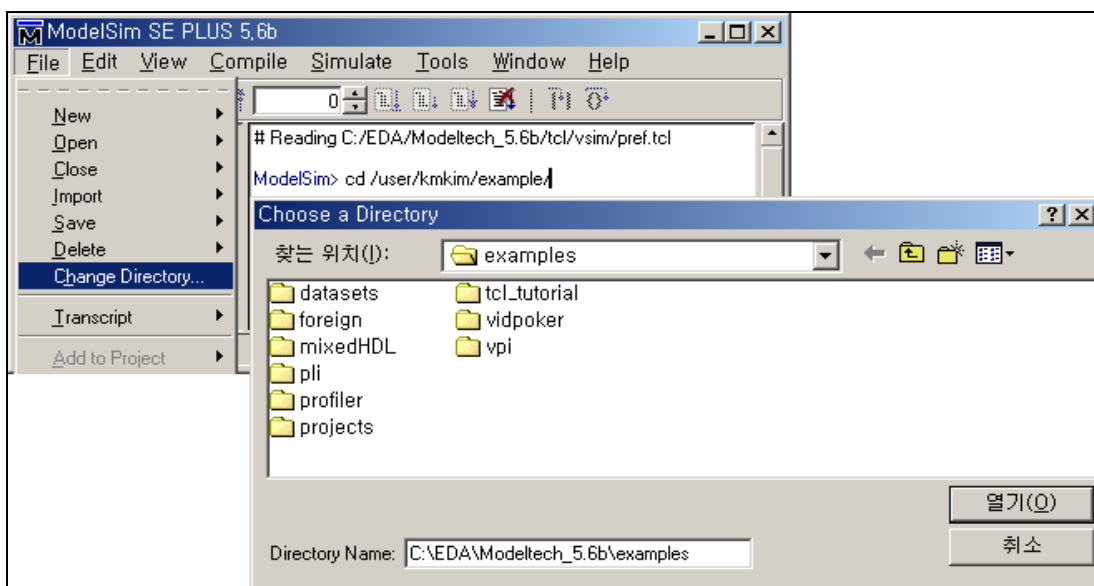 ModelSim SE PLUS 5,6b
File Edit View Compile Simulate Tools Window Help
0
New
Open
Close
Import
Save
Delete
Change Directory...
Transcript
Add to Project
# Reading C:/EDA/Modeltech_5.6b/tcl/vsim/pref.tcl
ModelSim> cd /user/kmkim/example/
Choose a Directory
찾는 위치(I): examples
datasets tcl_tutorial
foreign vidpoker
mixedHDL vpi
pli
profiler
projects
열기(O)
Directory Name: C:\EDA\Modeltech_5.6b\examples
취소